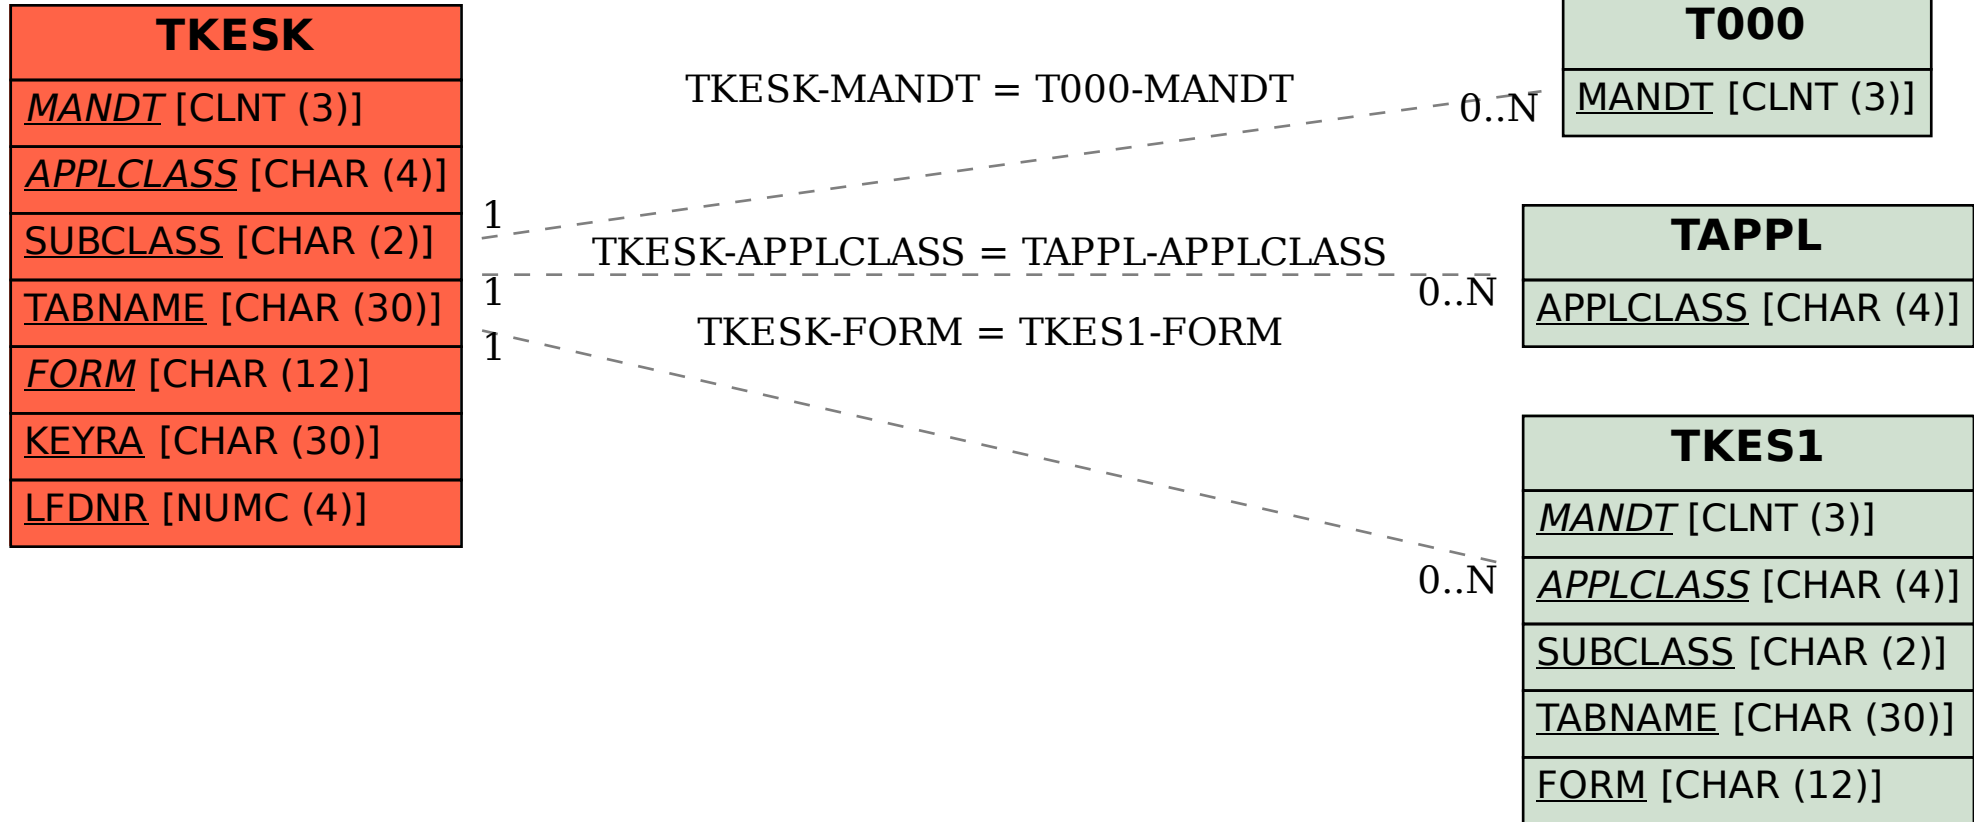 TKESK
MANDT [CLNT (3)]
APPLCLASS [CHAR (4)]
SUBCLASS [CHAR (2)]
TABNAME [CHAR (30)]
FORM [CHAR (12)]
KEYRA [CHAR (30)]
LFDNR [NUMC (4)]
TKESK-MANDT = T000-MANDT
1
0..N
TKESK-APPLCLASS = TAPPL-APPLCLASS
1
0..N
TKESK-FORM = TKES1-FORM
1
0..N
T000
MANDT [CLNT (3)]
TAPPL
APPLCLASS [CHAR (4)]
TKES1
MANDT [CLNT (3)]
APPLCLASS [CHAR (4)]
SUBCLASS [CHAR (2)]
TABNAME [CHAR (30)]
FORM [CHAR (12)]